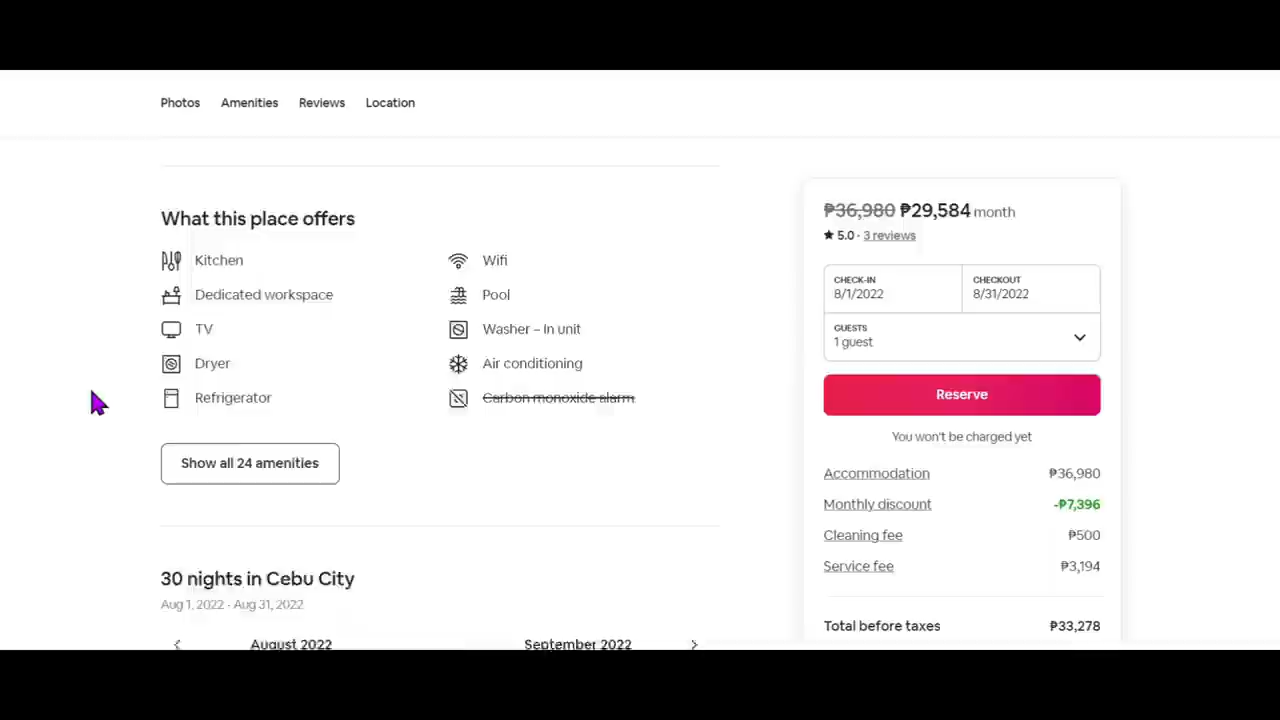 Photos Amenities Reviews Location
What this place offers
Kitchen
Wifi
Dedicated workspace
Pool
TV
Washer – In unit
Dryer
Air conditioning
Refrigerator
Carbon monoxide alarm
Show all 24 amenities
30 nights in Cebu City
Aug 1, 2022 - Aug 31, 2022
August 2022
September 2022
₱36,980 ₱29,584 month
5.0 · 3 reviews
CHECK-IN
8/1/2022
CHECKOUT
8/31/2022
GUESTS
1 guest
Reserve
You won't be charged yet
Accommodation ₱36,980
Monthly discount -₱7,396
Cleaning fee ₱500
Service fee ₱3,194
Total before taxes ₱33,278